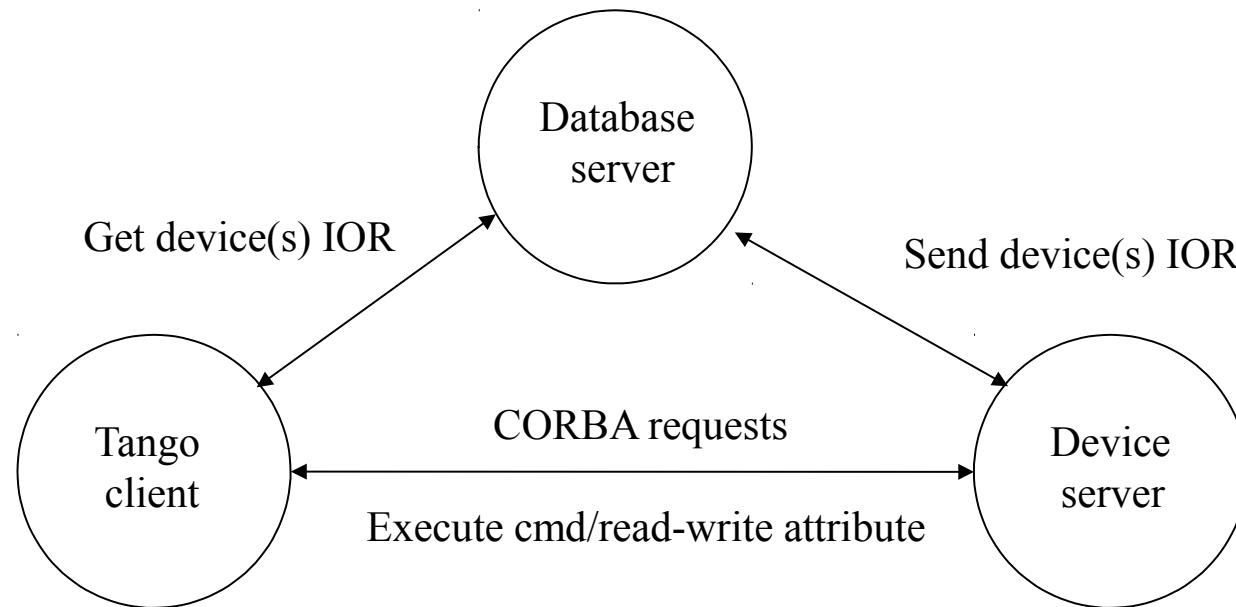 Database
server
Get device(s) IOR
Send device(s) IOR
Tango
client
CORBA requests
Execute cmd/read-write attribute
Device
server